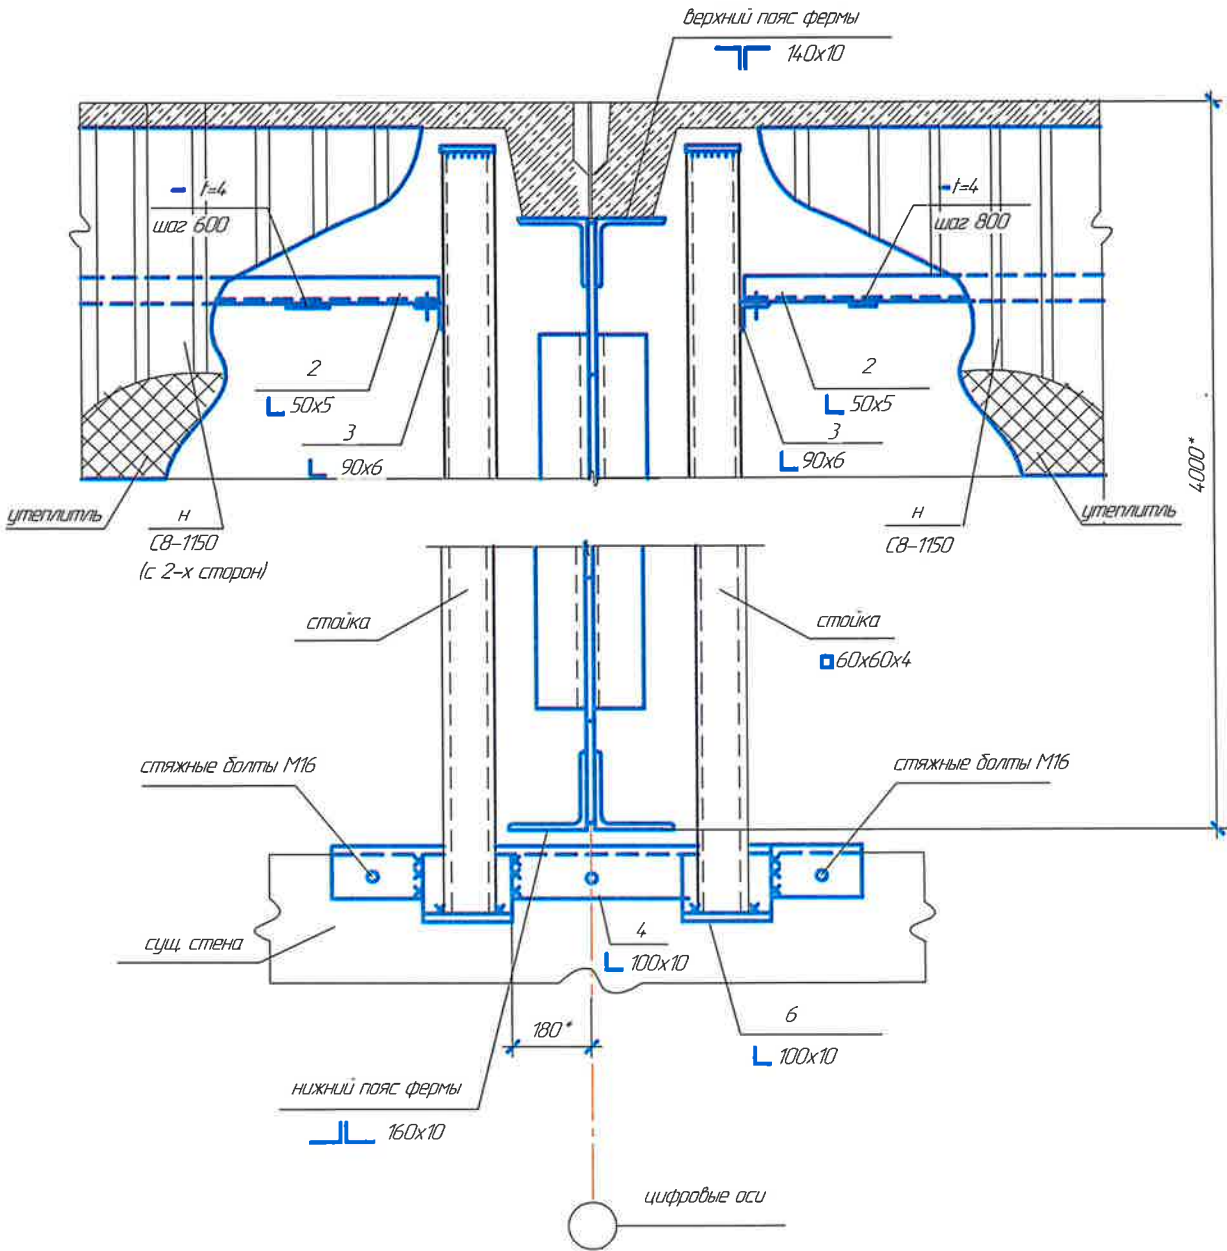 верхний пояс фермы
140х10
t=4
шаг 600
t=4
шаг 800
2
50х5
3
90х6
2
50х5
3
90х6
4000*
утеплитль
н
С8-1150
(с 2-х сторон)
н
С8-1150
утеплитль
стойка
стойка
60х60х4
стяжные болты М16
стяжные болты М16
сущ. стена
4
100х10
180*
6
100х10
нижний пояс фермы
160х10
цифровые оси